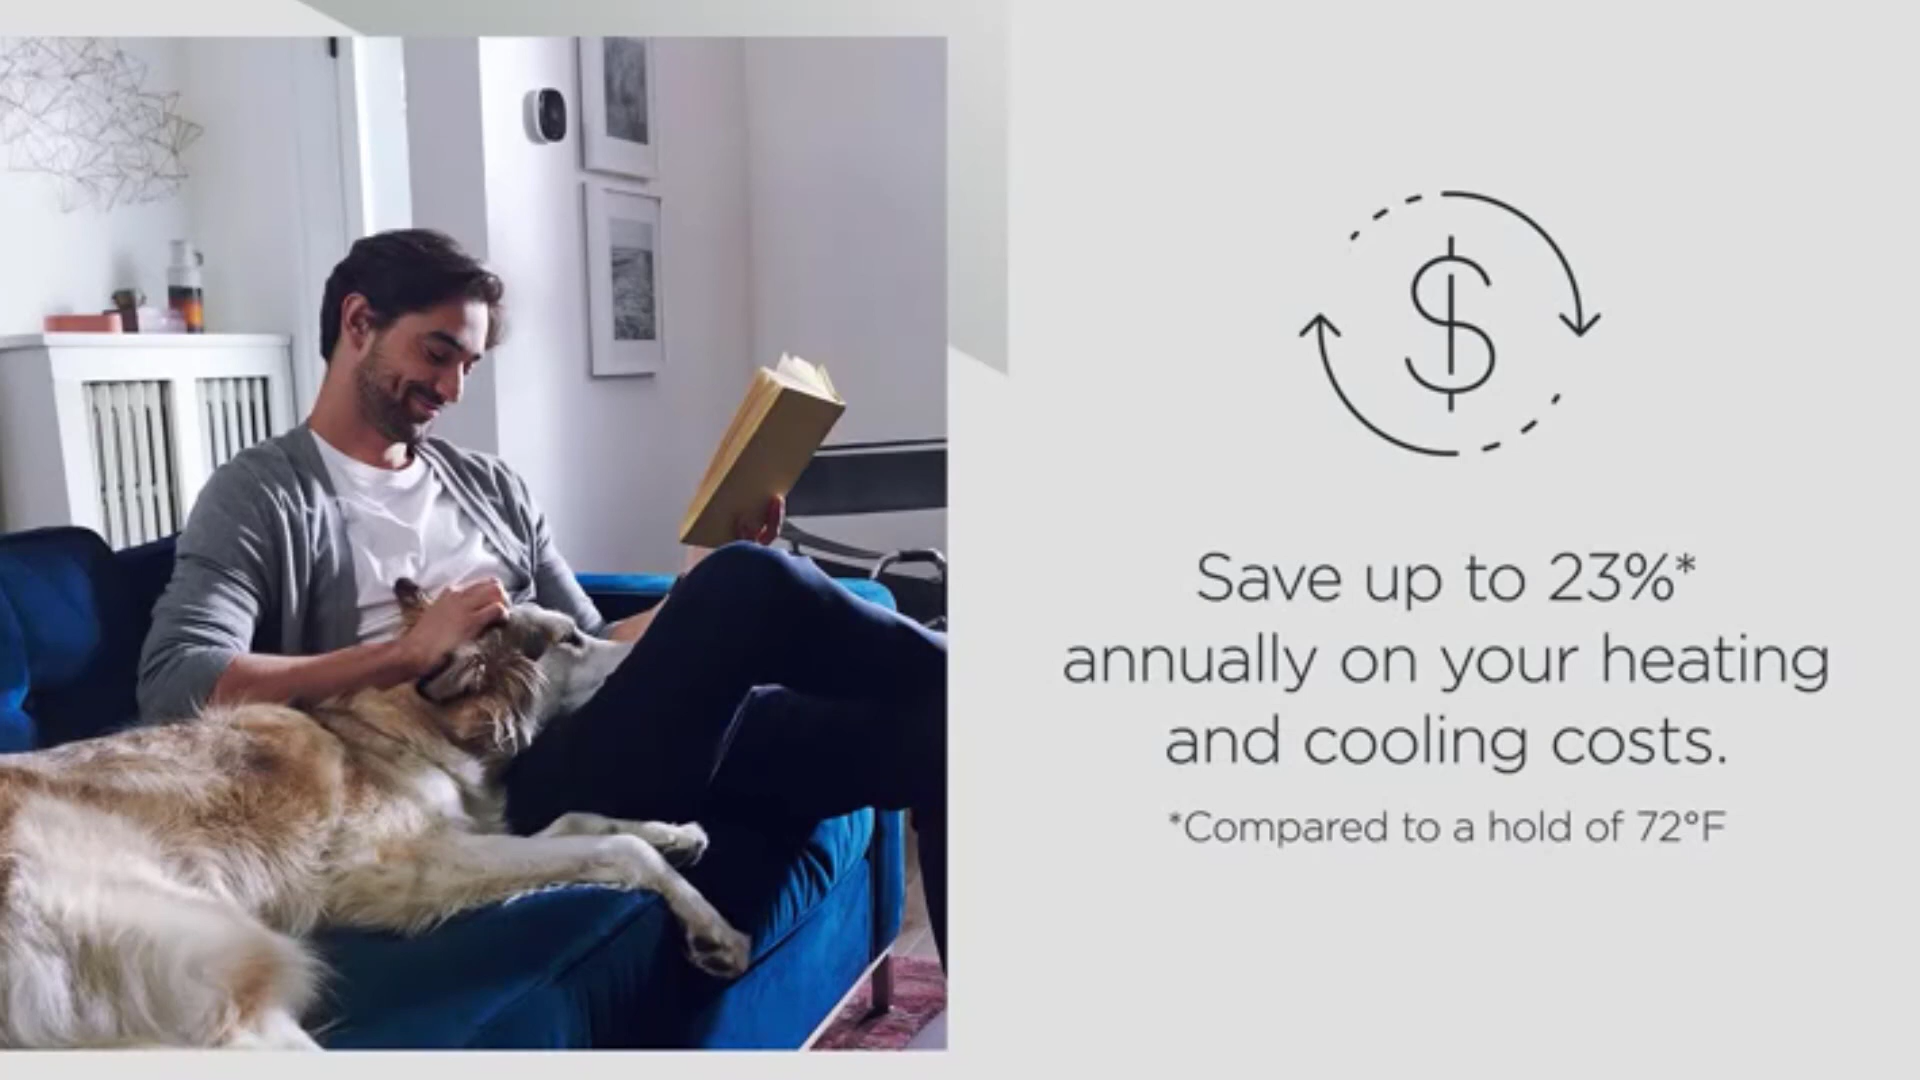 Save up to 23%*
annually on your heating
and cooling costs.
*Compared to a hold of 72°F